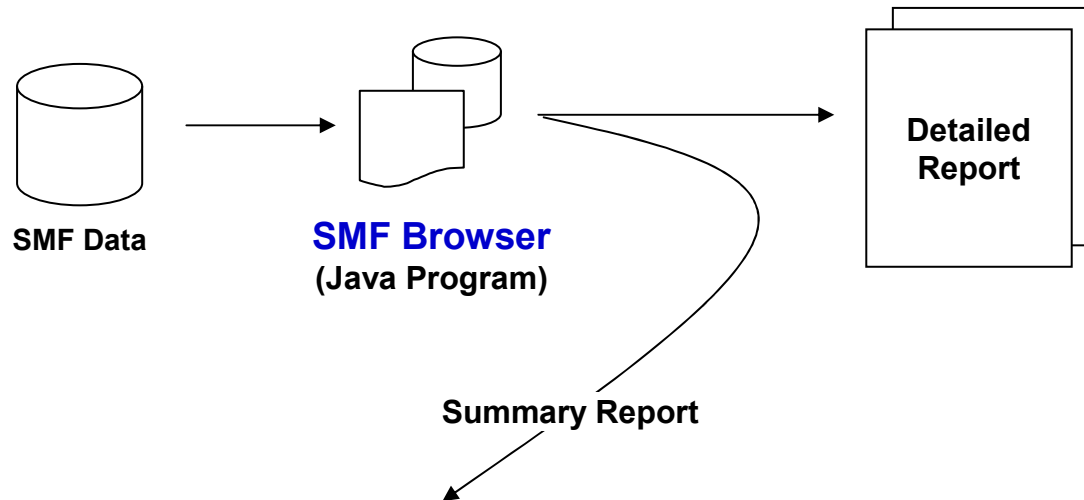 SMF Data
SMF Browser
(Java Program)
Detailed
Report
Summary Report